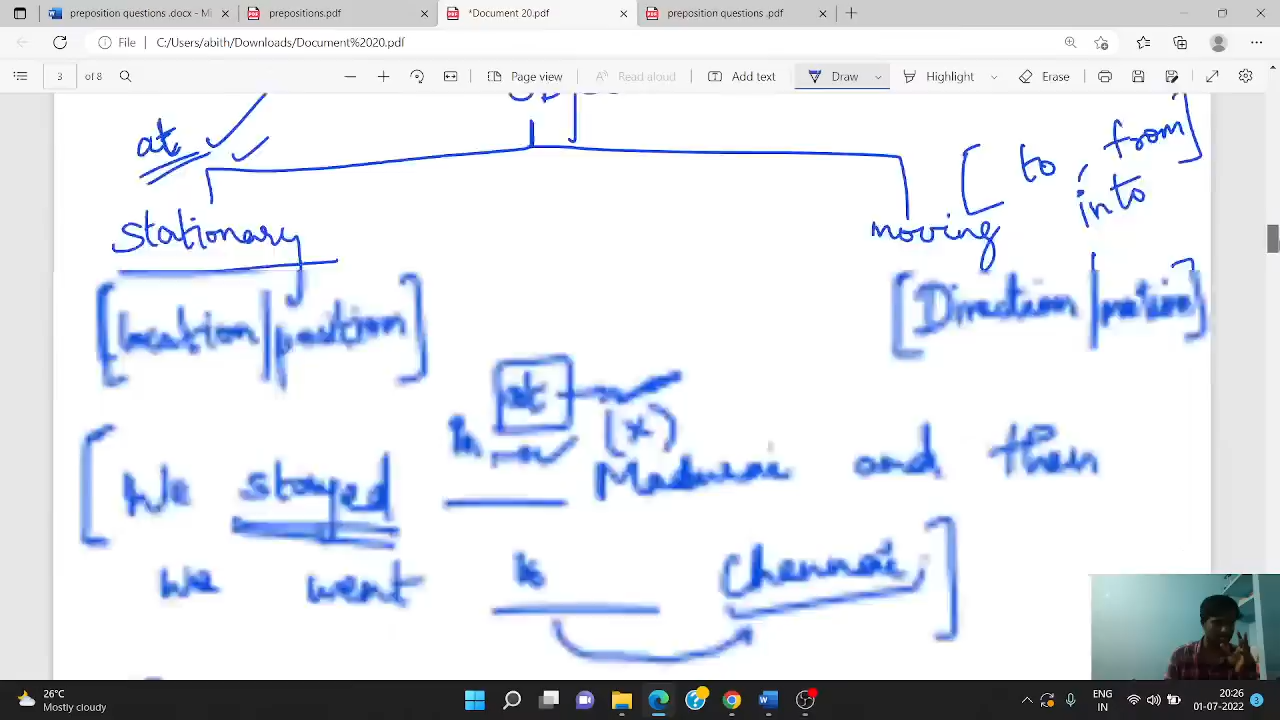 preposition questions .docx - Mi
prepositions.pdf
*Document 20.pdf
preposition questions .pdf
File
C:/Users/abith/Downloads/Document%2020.pdf
3 of 8
Page view
Read aloud
Add text
Draw
Highlight
Erase
at
[ to , from ]
into
stationary
moving
[location/position]
[Direction/motion]
at
In
(x)
[We stayed Madurai and then
we went to Chennai]
26°C
Mostly cloudy
ENG
IN
20:26
01-07-2022